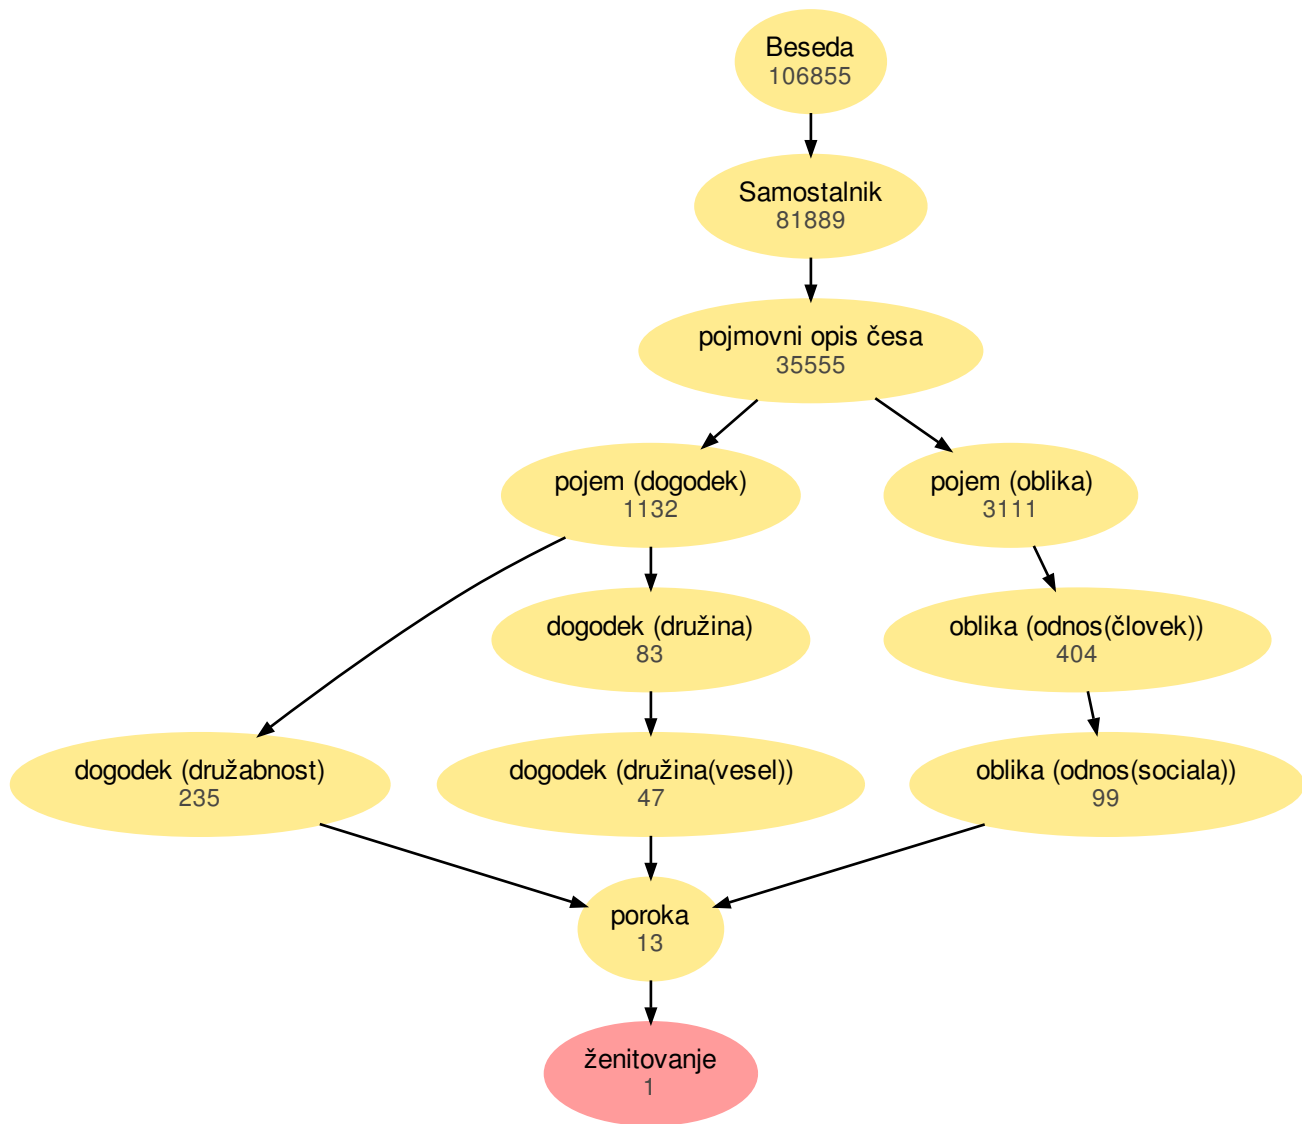 Beseda
106855
Samostalnik
81889
pojmovni opis česa
35555
pojem (dogodek)
1132
pojem (oblika)
3111
dogodek (družina)
83
oblika (odnos(človek))
404
dogodek (družabnost)
235
dogodek (družina(vesel))
47
oblika (odnos(sociala))
99
poroka
13
ženitovanje
1